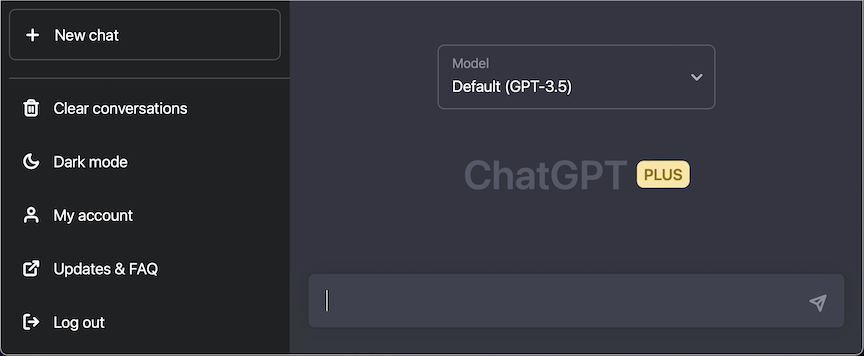 New chat
Clear conversations
Dark mode
My account
Updates & FAQ
Log out
Model
Default (GPT-3.5)
ChatGPT PLUS